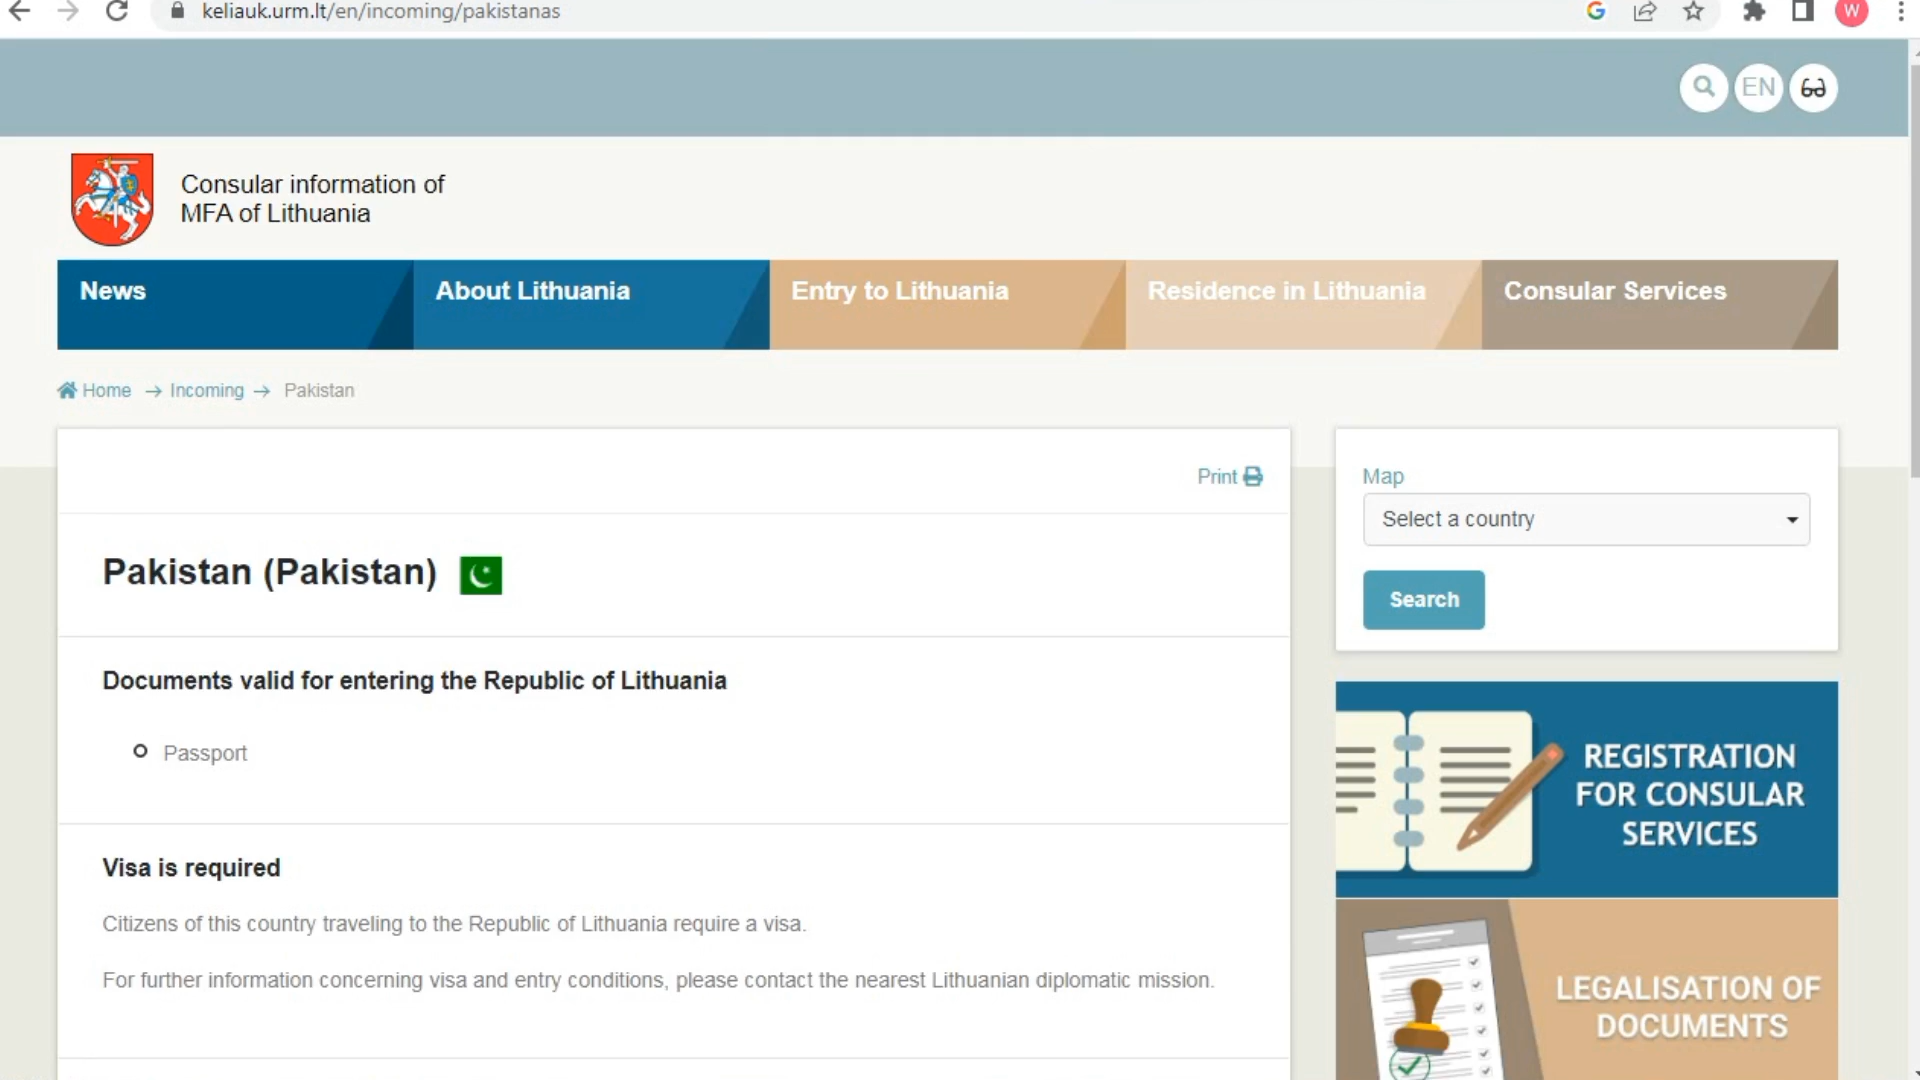 keliauk.urm.lt/en/incoming/pakistanas
W
EN
Consular information of
MFA of Lithuania
News
About Lithuania
Entry to Lithuania
Residence in Lithuania
Consular Services
Home → Incoming → Pakistan
Print
Map
Select a country
Search
Pakistan (Pakistan)
Documents valid for entering the Republic of Lithuania
Passport
Visa is required
Citizens of this country traveling to the Republic of Lithuania require a visa.
For further information concerning visa and entry conditions, please contact the nearest Lithuanian diplomatic mission.
REGISTRATION
FOR CONSULAR
SERVICES
LEGALISATION OF
DOCUMENTS